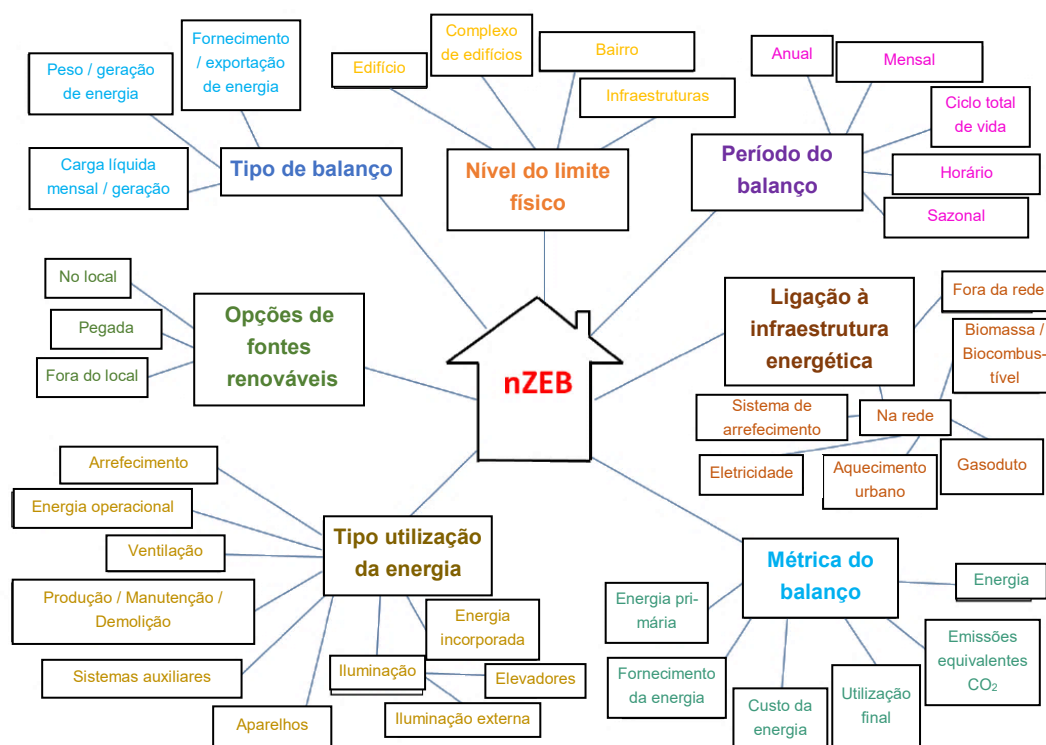 Peso / geração
de energia
Fornecimento
/ exportação
de energia
Carga líquida
mensal / geração
Tipo de balanço
Edifício
Complexo
de edifícios
Bairro
Infraestruturas
Nível do limite
físico
Anual
Mensal
Ciclo total
de vida
Horário
Sazonal
Período do
balanço
No local
Pegada
Fora do local
Opções de
fontes
renováveis
nZEB
Ligação à
infraestrutura
energética
Fora da rede
Biomassa /
Biocombus-
tível
Na rede
Sistema de
arrefecimento
Eletricidade
Aquecimento
urbano
Gasoduto
Arrefecimento
Energia operacional
Ventilação
Produção / Manutenção /
Demolição
Sistemas auxiliares
Aparelhos
Tipo utilização
da energia
Energia
incorporada
Iluminação
Elevadores
Iluminação externa
Métrica do
balanço
Energia pri-
mária
Fornecimento
da energia
Custo da
energia
Utilização
final
Emissões
equivalentes
CO₂
Energia